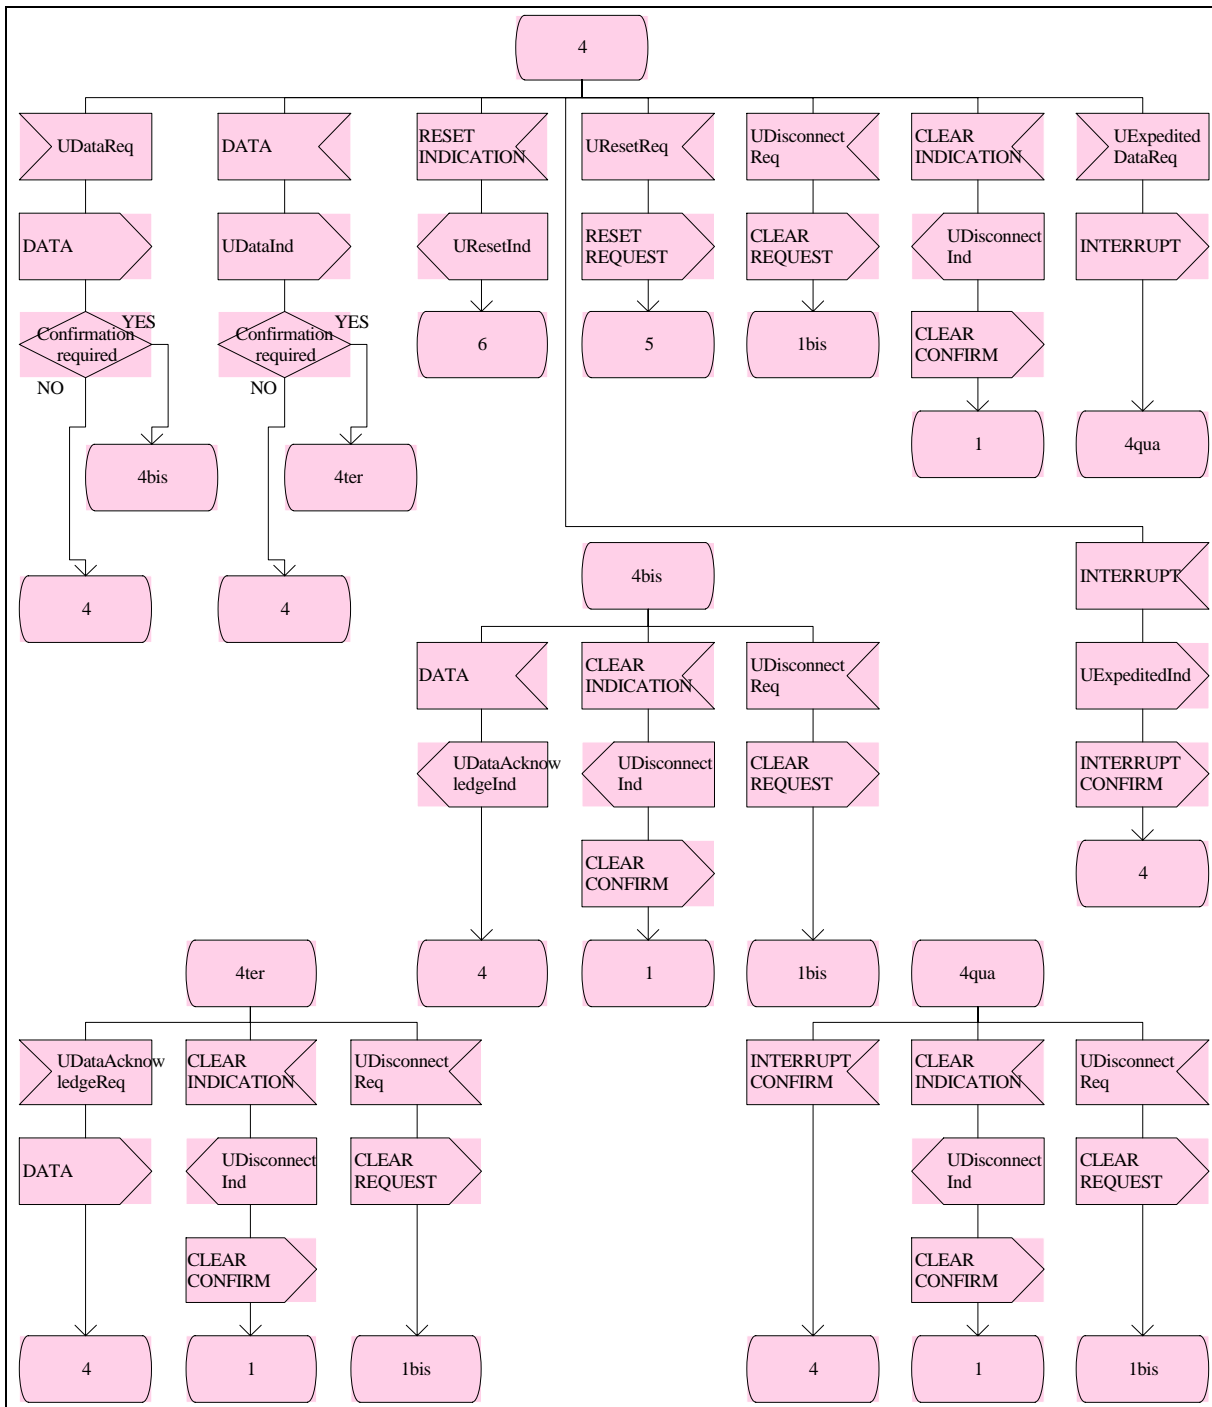 4
UDataReq
DATA
RESET
INDICATION
UResetReq
UDisconnect
Req
CLEAR
INDICATION
UExpedited
DataReq
DATA
UDataInd
UResetInd
RESET
REQUEST
CLEAR
REQUEST
UDisconnect
Ind
INTERRUPT
Confirmation
required
YES
NO
Confirmation
required
YES
NO
6
5
1bis
CLEAR
CONFIRM
4bis
4ter
1
4qua
4
4
4bis
INTERRUPT
DATA
CLEAR
INDICATION
UDisconnect
Req
UExpeditedInd
UDataAcknow
ledgeInd
UDisconnect
Ind
CLEAR
REQUEST
INTERRUPT
CONFIRM
CLEAR
CONFIRM
4
4ter
4
1
1bis
4qua
UDataAcknow
ledgeReq
CLEAR
INDICATION
UDisconnect
Req
INTERRUPT
CONFIRM
CLEAR
INDICATION
UDisconnect
Req
DATA
UDisconnect
Ind
CLEAR
REQUEST
UDisconnect
Ind
CLEAR
REQUEST
CLEAR
CONFIRM
CLEAR
CONFIRM
4
1
1bis
4
1
1bis